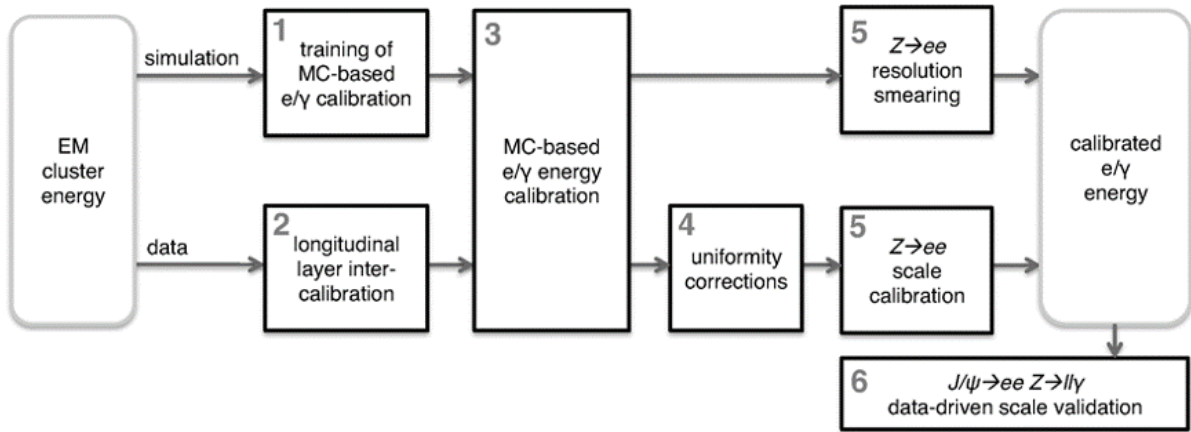 EM
cluster
energy
simulation
data
1
training of
MC-based
e/γ calibration
2
longitudinal
layer inter-
calibration
3
MC-based
e/γ energy
calibration
4
uniformity
corrections
5
Z→ee
resolution
smearing
5
Z→ee
scale
calibration
calibrated
e/γ
energy
6
J/ψ→ee Z→llγ
data-driven scale validation